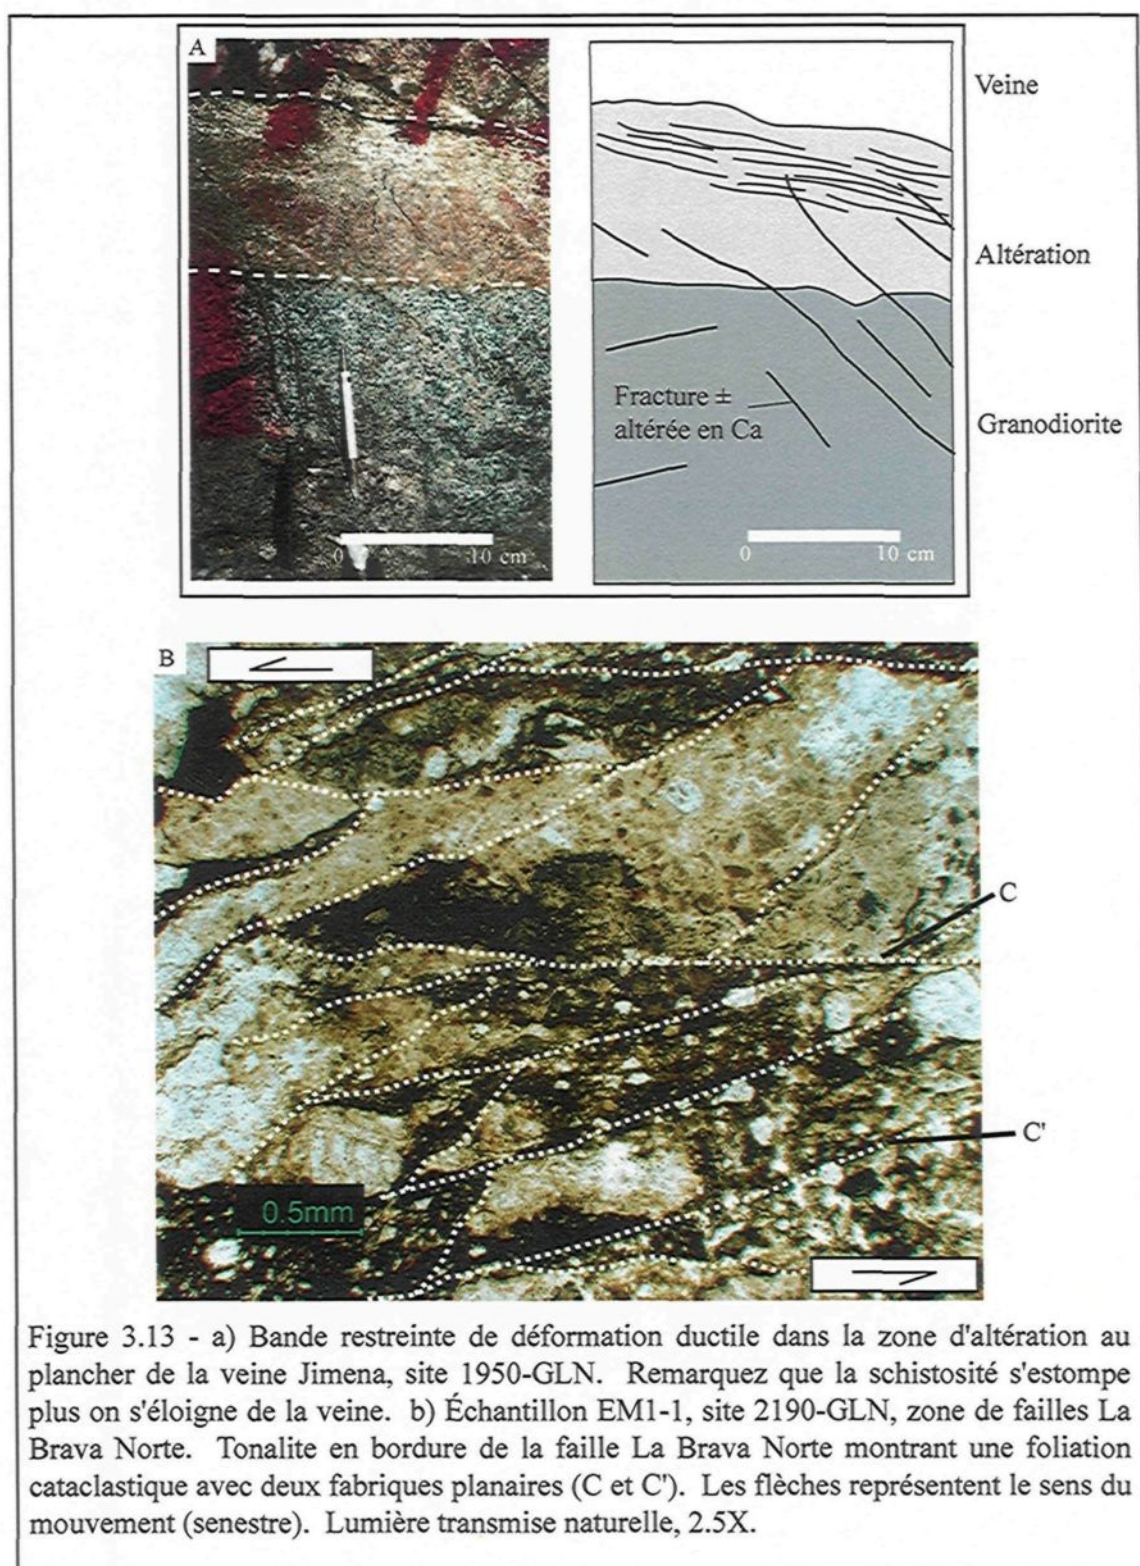 A
Veine
Altération
Fracture ±
altérée en Ca
Granodiorite
0 10 cm
0 10 cm
B
C
C'
0.5mm
Figure 3.13 - a) Bande restreinte de déformation ductile dans la zone d'altération au
plancher de la veine Jimena, site 1950-GLN. Remarquez que la schistosité s'estompe
plus on s'éloigne de la veine. b) Échantillon EM1-1, site 2190-GLN, zone de failles La
Brava Norte. Tonalite en bordure de la faille La Brava Norte montrant une foliation
cataclastique avec deux fabriques planaires (C et C'). Les flèches représentent le sens du
mouvement (senestre). Lumière transmise naturelle, 2.5X.